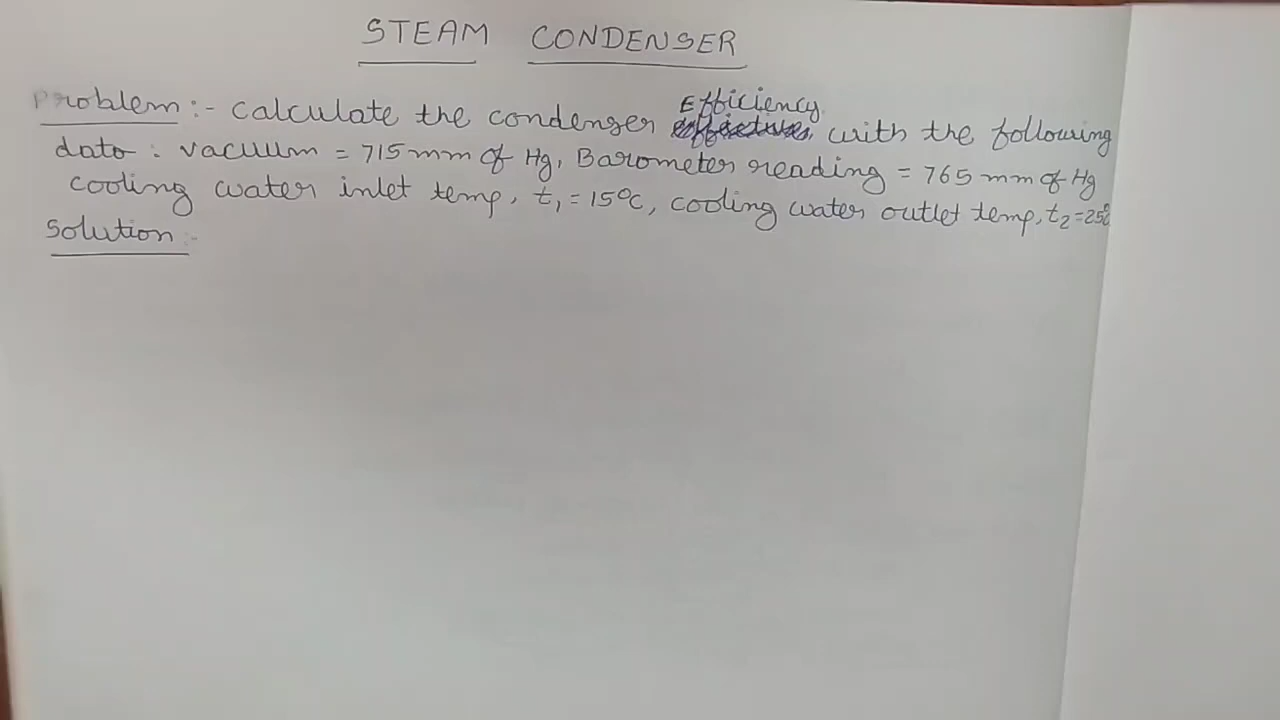 STEAM CONDENSER
Problem :- Calculate the condenser Efficiency with the following
data : vacuum = 715 mm of Hg, Barometer reading = 765 mm of Hg
cooling water inlet temp, t₁ = 15°C, cooling water outlet temp, t₂ = 25°C
Solution :-